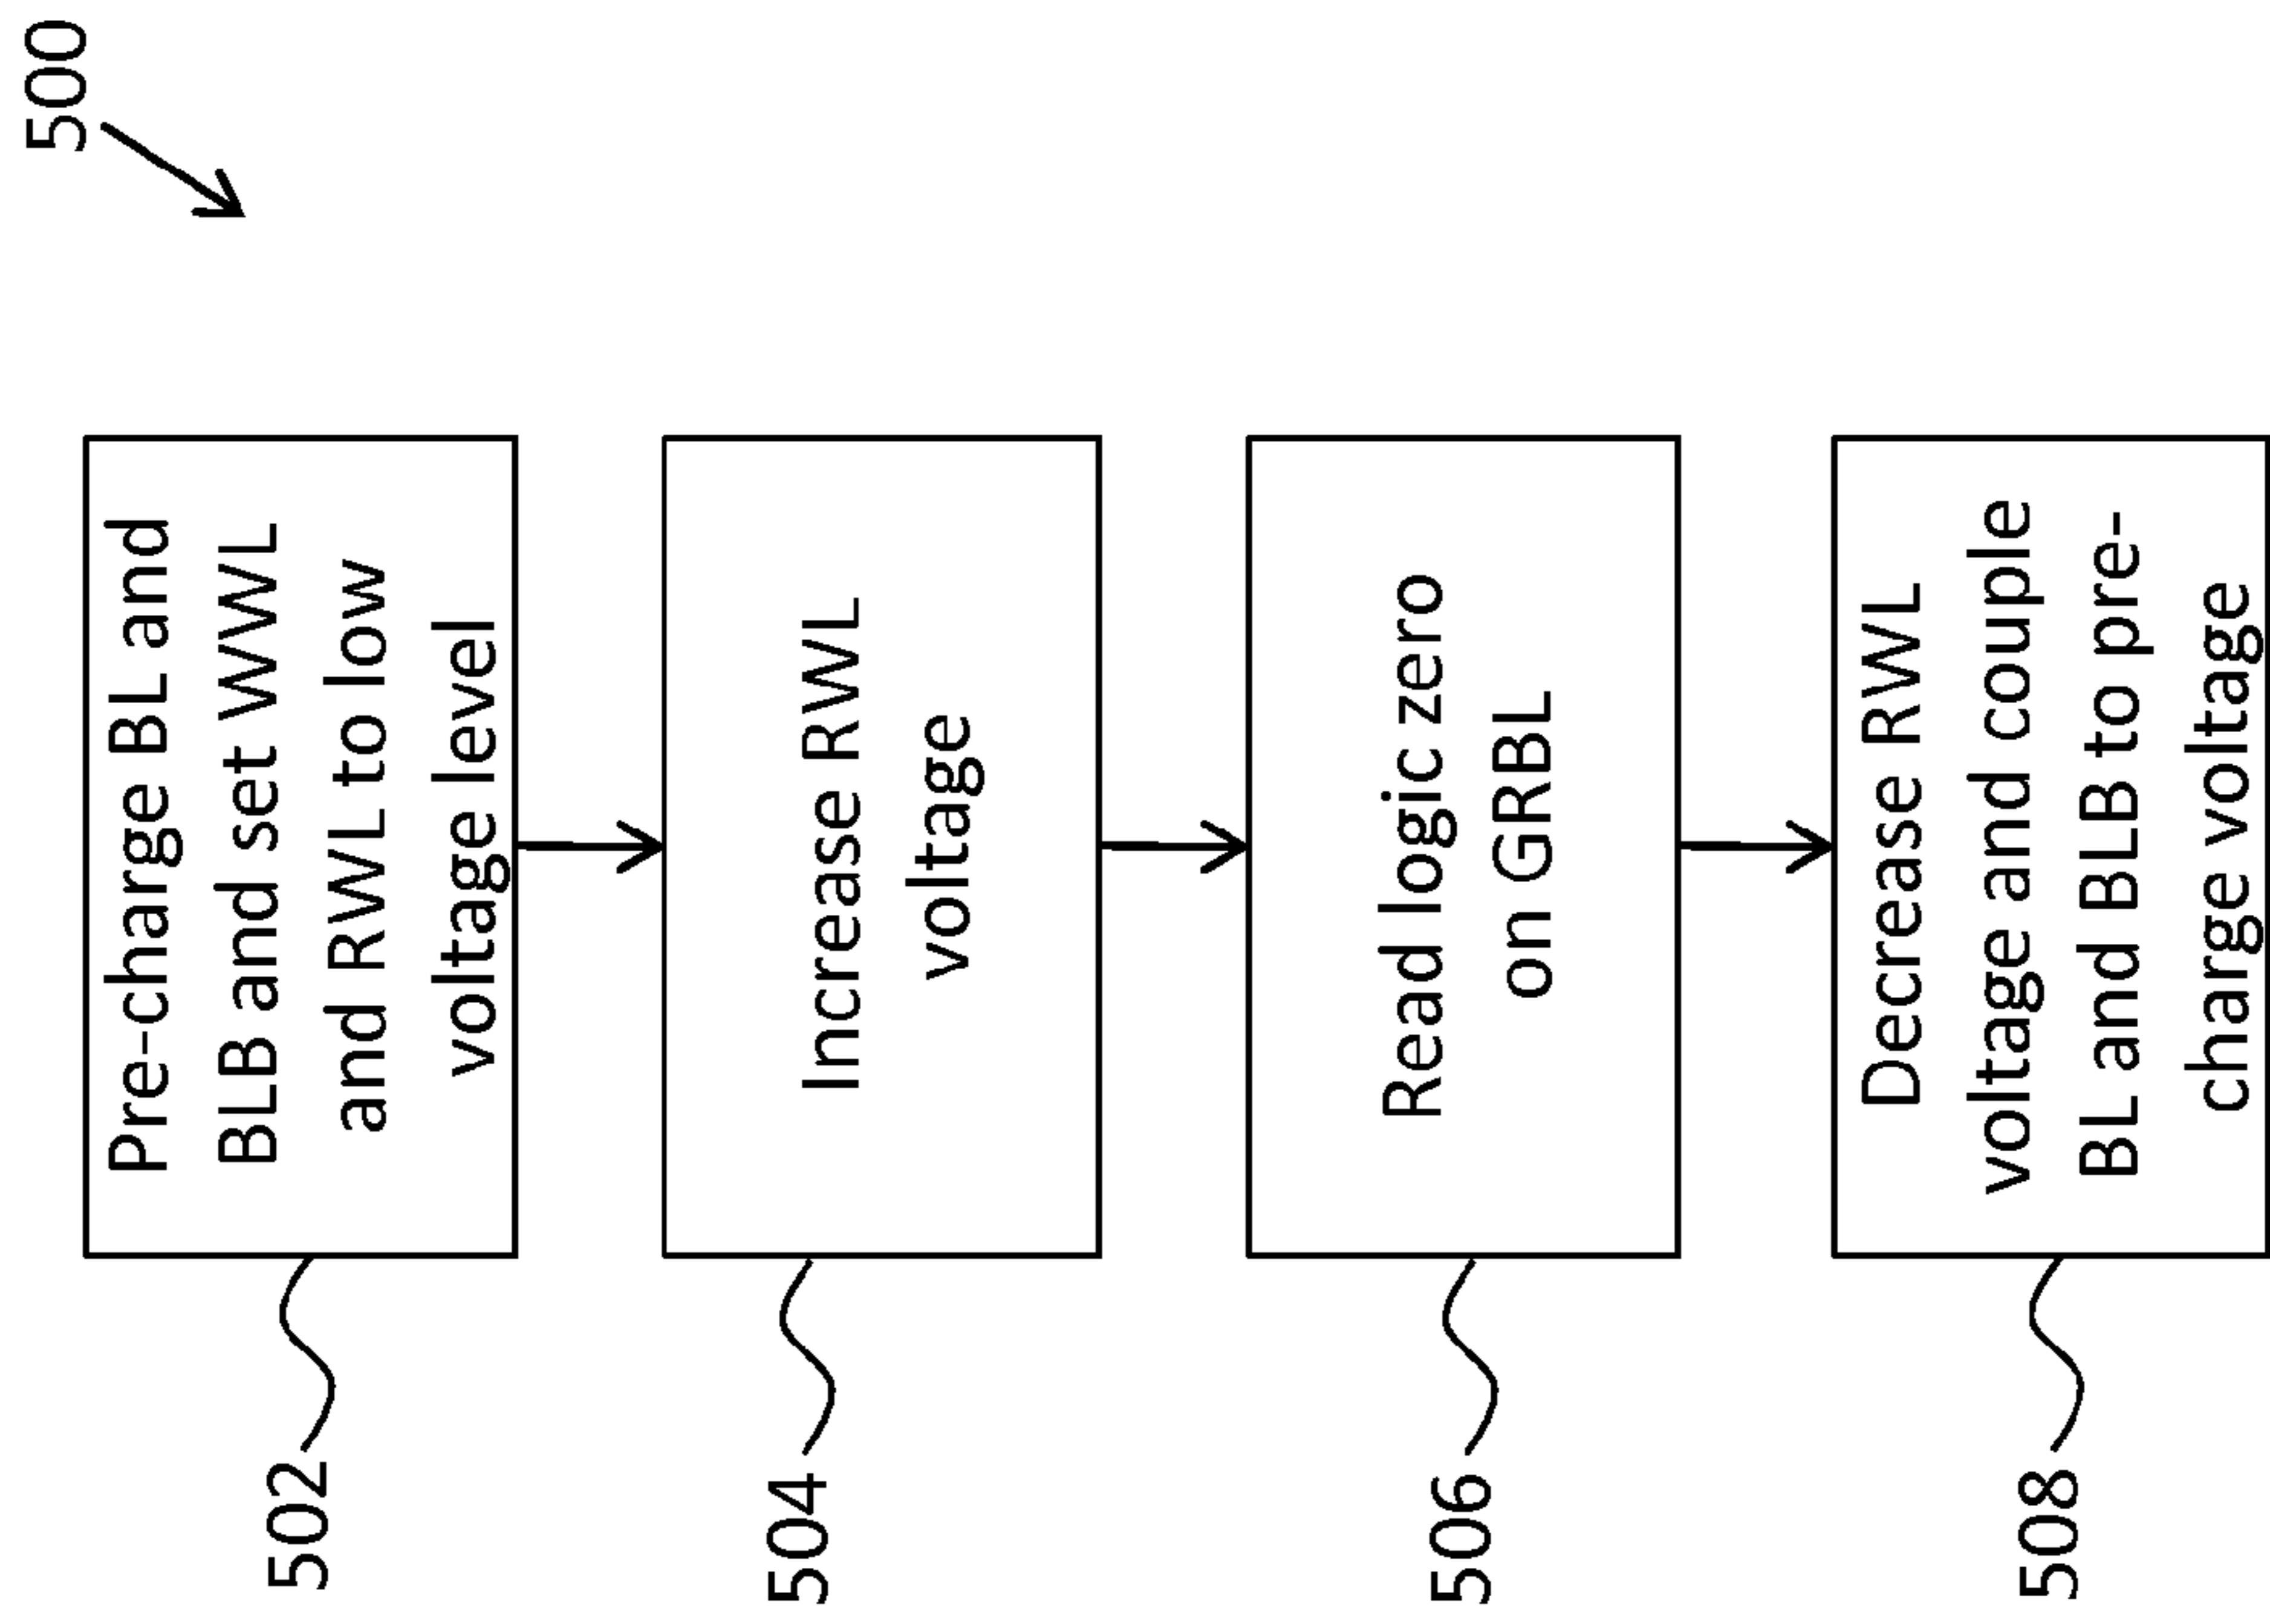 500
502
Pre-charge BL and
BLB and set WWL
and RWL to low
voltage level
504
Increase RWL
voltage
506
Read logic zero
on GRBL
508
Decrease RWL
voltage and couple
BL and BLB to pre-
charge voltage